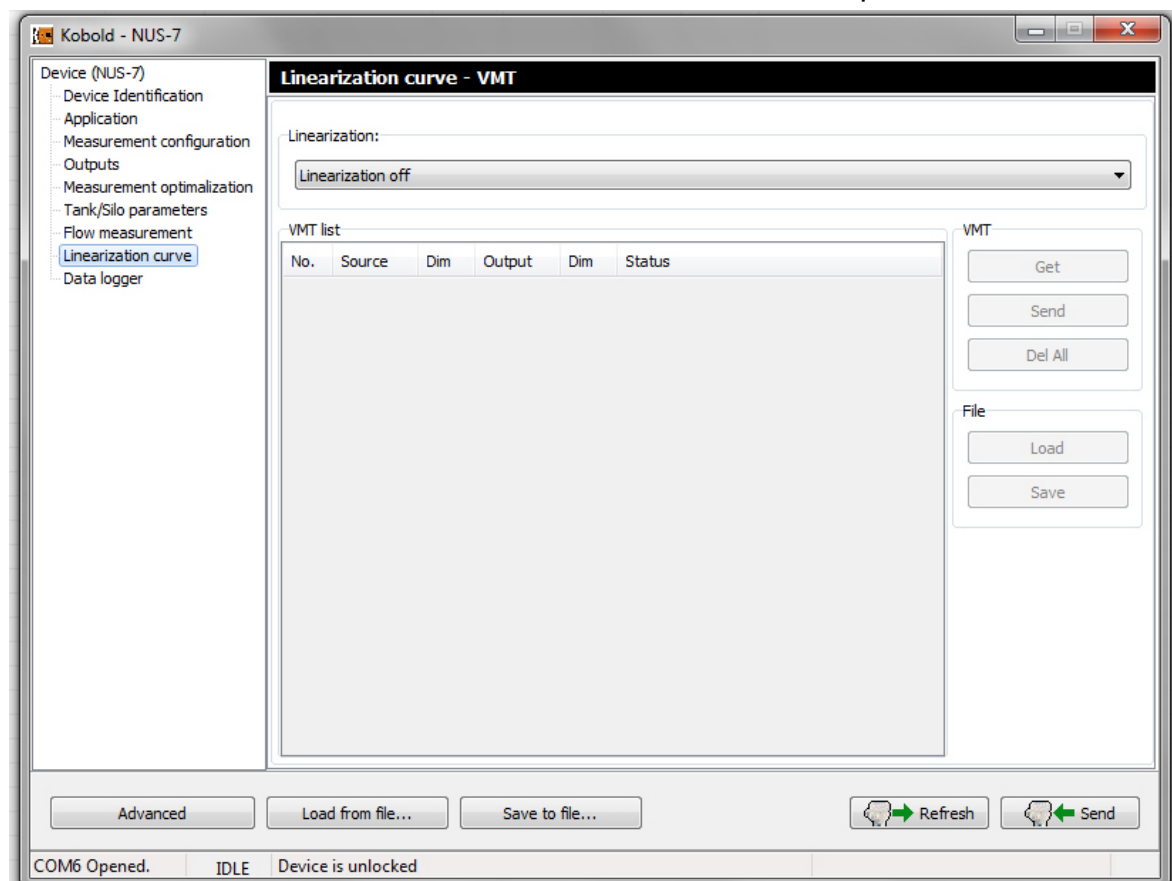 Kobold - NUS-7
Device (NUS-7)
Device Identification
Application
Measurement configuration
Outputs
Measurement optimalization
Tank/Silo parameters
Flow measurement
Linearization curve
Data logger
Linearization curve - VMT
Linearization:
Linearization off
VMT list
No. Source Dim Output Dim Status
VMT
Get
Send
Del All
File
Load
Save
Advanced Load from file... Save to file... Refresh Send
COM6 Opened. IDLE Device is unlocked